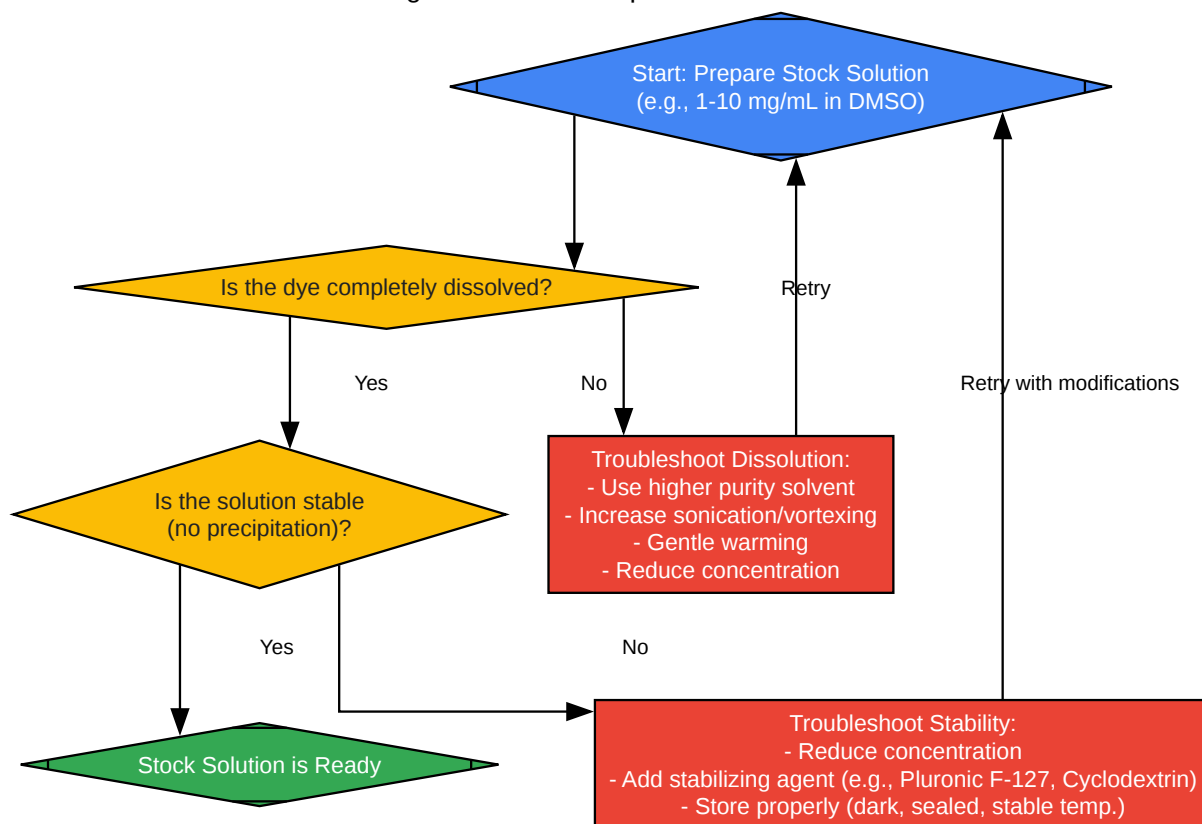 Start: Prepare Stock Solution
(e.g., 1-10 mg/mL in DMSO)
Is the dye completely dissolved?
Retry
Yes
No
Retry with modifications
Troubleshoot Dissolution:
- Use higher purity solvent
- Increase sonication/vortexing
- Gentle warming
- Reduce concentration
Is the solution stable
(no precipitation)?
Yes
No
Stock Solution is Ready
Troubleshoot Stability:
- Reduce concentration
- Add stabilizing agent (e.g., Pluronic F-127, Cyclodextrin)
- Store properly (dark, sealed, stable temp.)